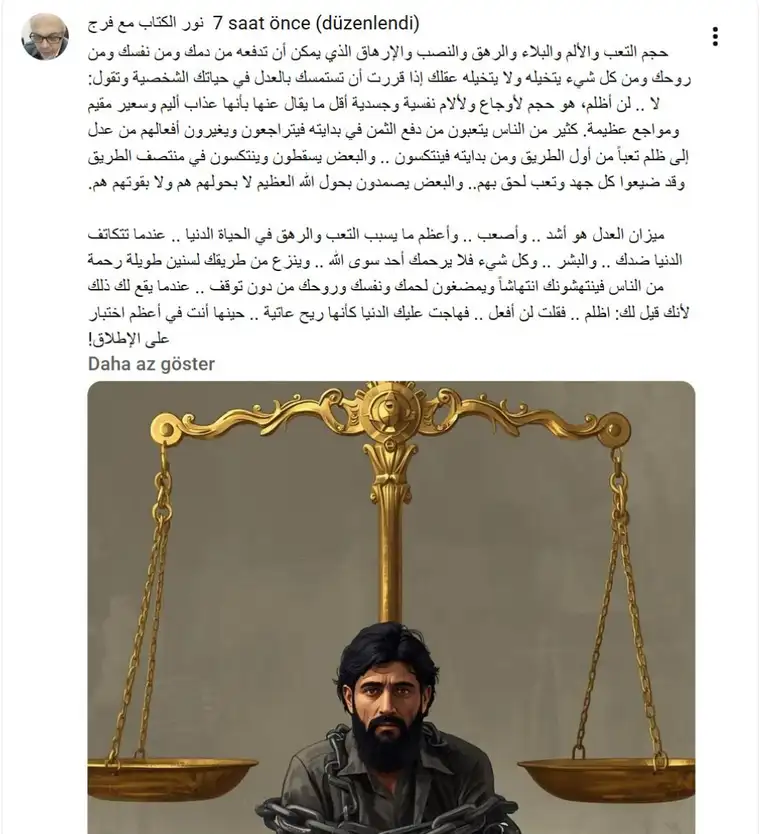 نور الكتاب مع فرج 7 saat önce (düzenlendi)
حجم التعب والألم والبلاء والرهق والنصب والإرهاق الذي يمكن أن تدفعه من دمك ومن نفسك ومن
روحك ومن كل شيء يتخيله ولا يتخيله عقلك إذا قررت أن تستمسك بالعدل في حياتك الشخصية وتقول:
لا .. لن أظلم، هو حجم لأوجاع ولألام نفسية وجسدية أقل ما يقال عنها بأنها عذاب أليم وسعير مقيم
ومواجع عظيمة. كثير من الناس يتعبون من دفع الثمن في بدايته فيتراجعون ويغيرون أفعالهم من عدل
إلى ظلم تعباً من أول الطريق ومن بدايته فينتكسون .. والبعض يسقطون وينتكسون في منتصف الطريق
وقد ضيعوا كل جهد وتعب لحق بهم.. والبعض يصمدون بحول الله العظيم لا بحولهم هم ولا بقوتهم هم.
ميزان العدل هو أشد .. وأصعب .. وأعظم ما يسبب التعب والرهق في الحياة الدنيا .. عندما تتكاتف
الدنيا ضدك .. والبشر .. وكل شيء فلا يرحمك أحد سوى الله .. وينزع من طريقك لسنين طويلة رحمة
من الناس فينتهشونك انتهاشاً ويمضغون لحمك ونفسك وروحك من دون توقف .. عندما يقع لك ذلك
لأنك قيل لك: اظلم .. فقلت لن أفعل .. فهاجت عليك الدنيا كأنها ريح عاتية .. حينها أنت في أعظم اختبار
على الإطلاق!
Daha az göster